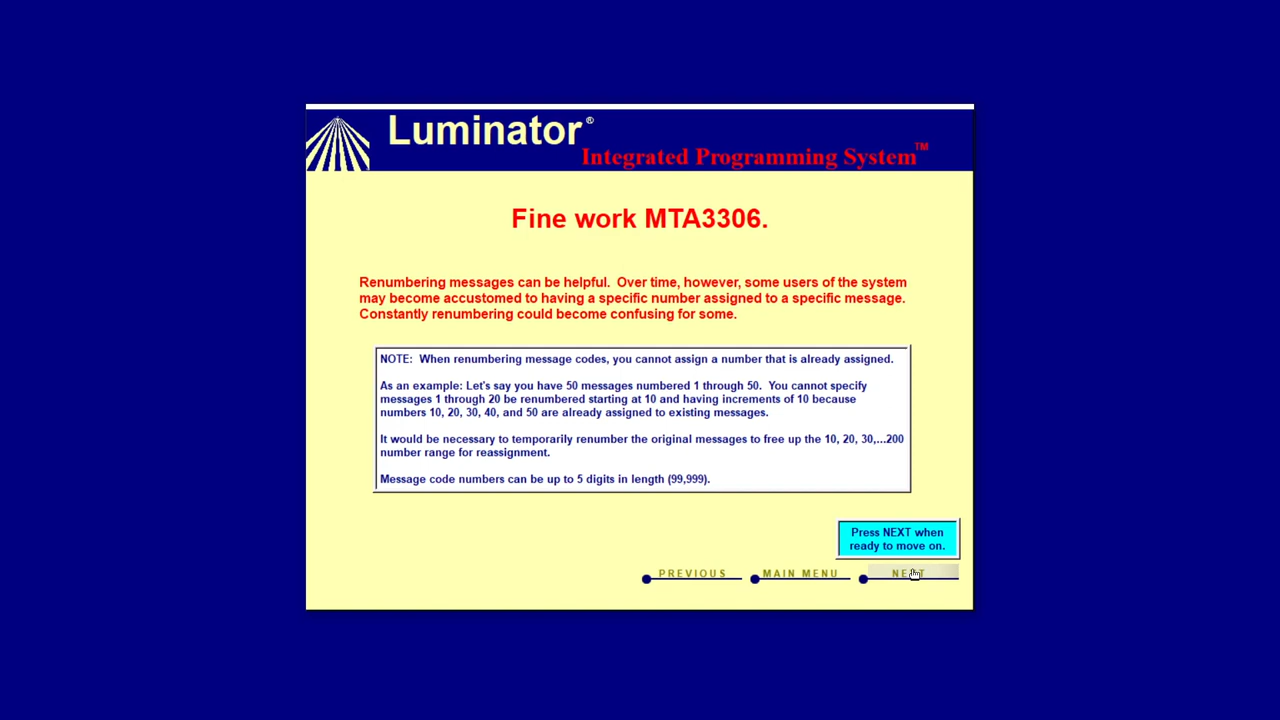 Luminator®
Integrated Programming System™
Fine work MTA3306.
Renumbering messages can be helpful.  Over time, however, some users of the system
may become accustomed to having a specific number assigned to a specific message.
Constantly renumbering could become confusing for some.
NOTE:  When renumbering message codes, you cannot assign a number that is already assigned.
As an example: Let's say you have 50 messages numbered 1 through 50.  You cannot specify
messages 1 through 20 be renumbered starting at 10 and having increments of 10 because
numbers 10, 20, 30, 40, and 50 are already assigned to existing messages.
It would be necessary to temporarily renumber the original messages to free up the 10, 20, 30,...200
number range for reassignment.
Message code numbers can be up to 5 digits in length (99,999).
Press NEXT when
ready to move on.
PREVIOUS MAIN MENU NEXT